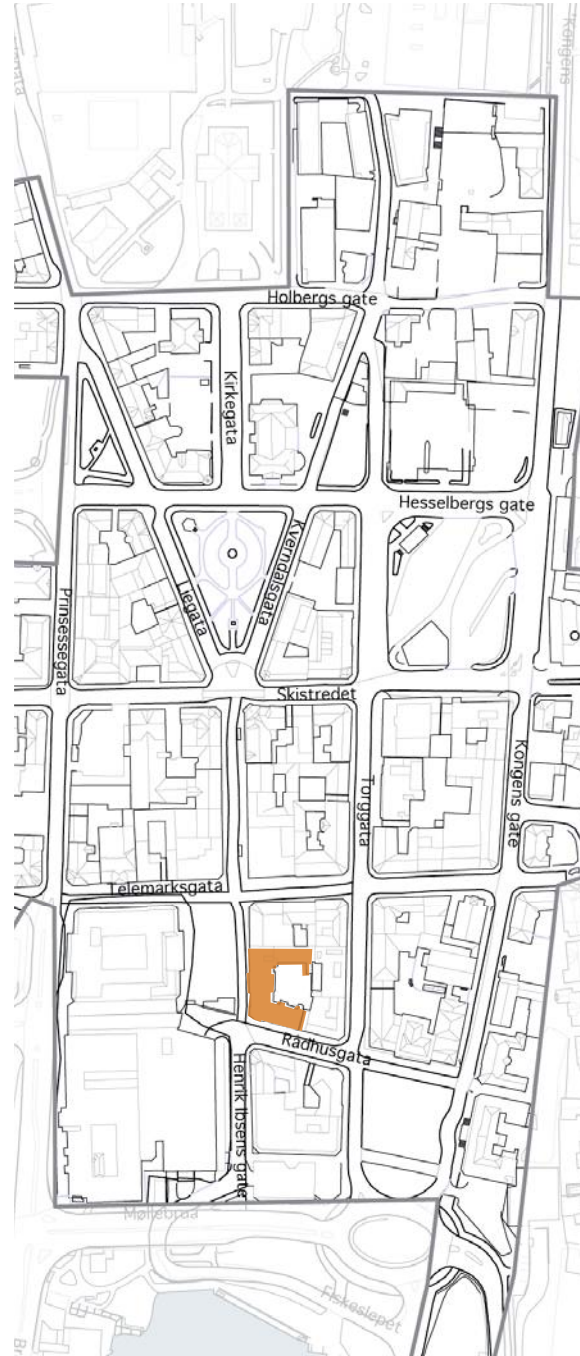 Kongens
Holbergs gate
Kirkegata
Hesselbergs gate
Kverndalsgata
Liegata
Prinsessegata
Skistredet
Torggata
Kongens gate
Telemarksgata
Rådhusgata
Henrik Ibsens gate
Møllebrua
Fiskeslepet